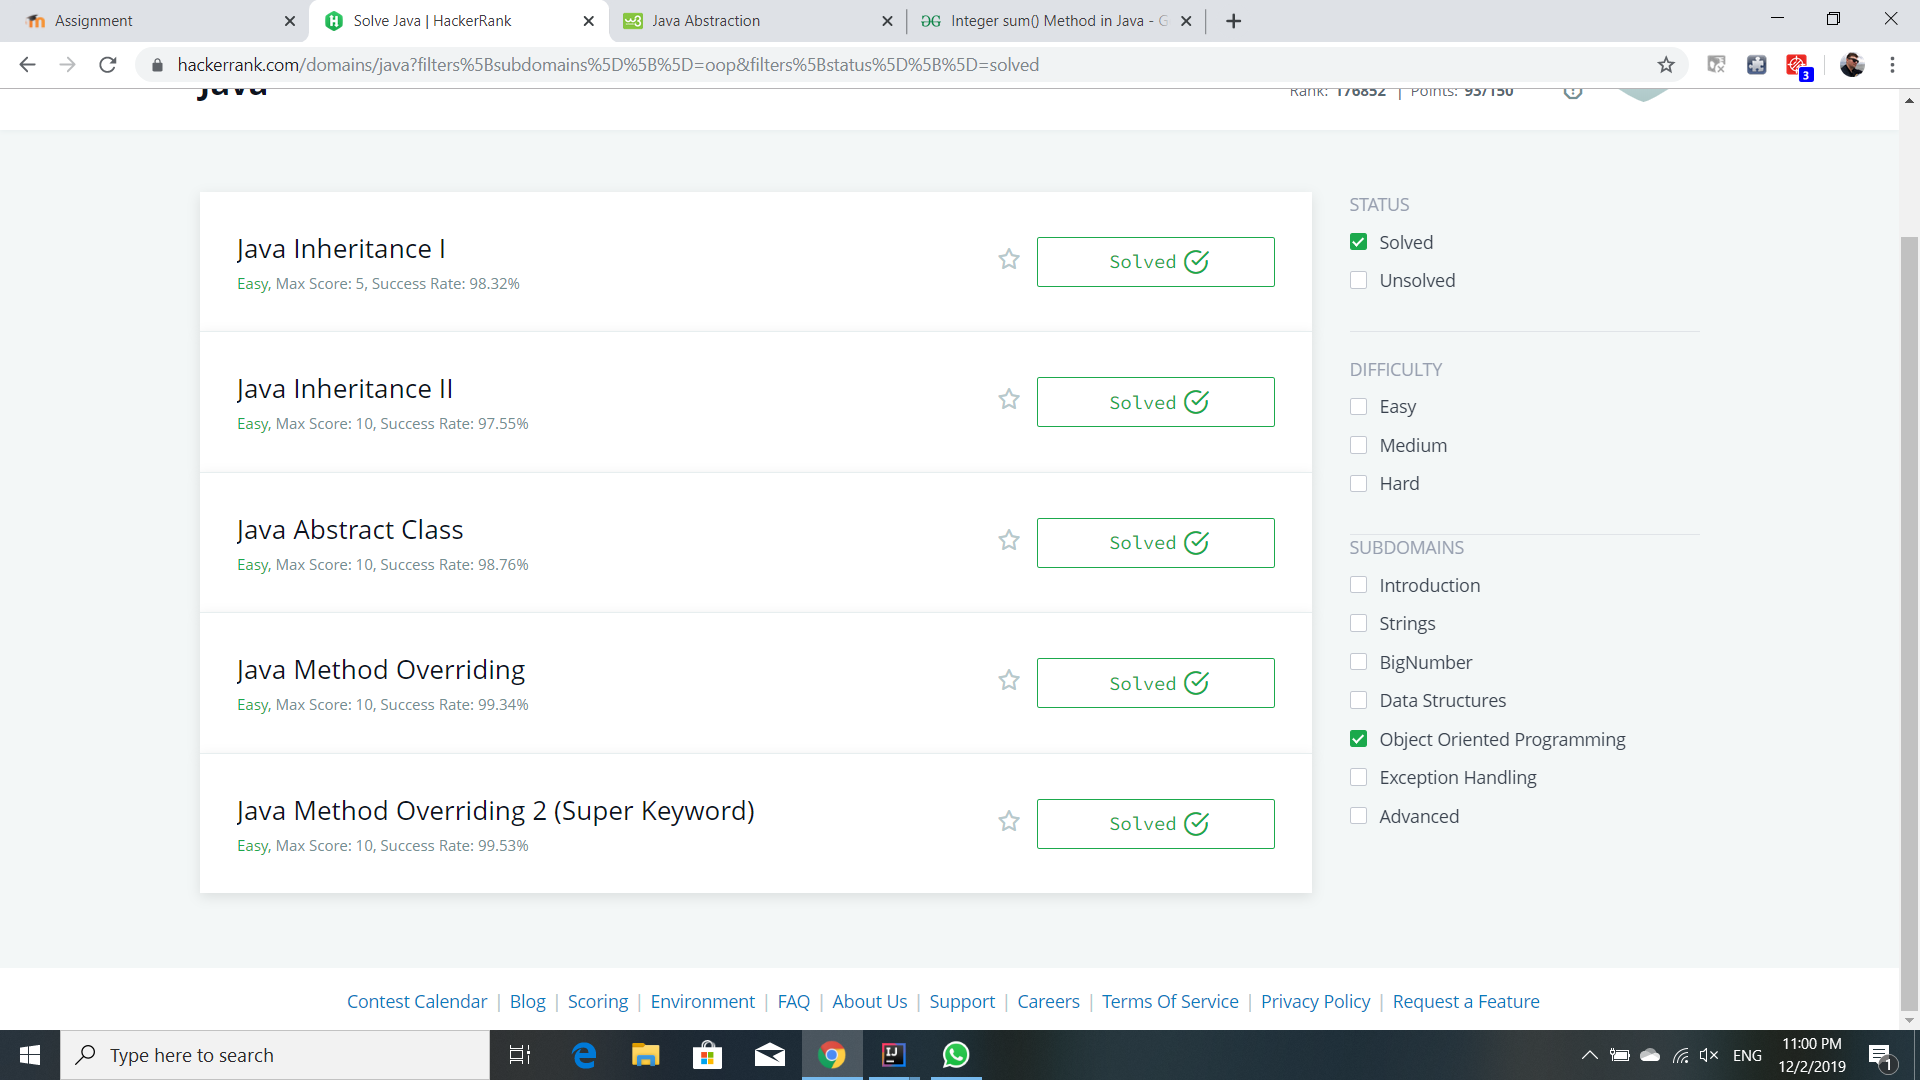 Assignment
Solve Java | HackerRank
Java Abstraction
Integer sum() Method in Java - G
hackerrank.com/domains/java?filters%5Bsubdomains%5D%5B%5D=oop&filters%5Bstatus%5D%5B%5D=solved
3
Java
Rank: 176852 | Points: 93/150
Java Inheritance I
Easy, Max Score: 5, Success Rate: 98.32%
Solved
Java Inheritance II
Easy, Max Score: 10, Success Rate: 97.55%
Solved
Java Abstract Class
Easy, Max Score: 10, Success Rate: 98.76%
Solved
Java Method Overriding
Easy, Max Score: 10, Success Rate: 99.34%
Solved
Java Method Overriding 2 (Super Keyword)
Easy, Max Score: 10, Success Rate: 99.53%
Solved
STATUS
Solved
Unsolved
DIFFICULTY
Easy
Medium
Hard
SUBDOMAINS
Introduction
Strings
BigNumber
Data Structures
Object Oriented Programming
Exception Handling
Advanced
Contest Calendar | Blog | Scoring | Environment | FAQ | About Us | Support | Careers | Terms Of Service | Privacy Policy | Request a Feature
Type here to search
IJ
ENG
11:00 PM
12/2/2019
1